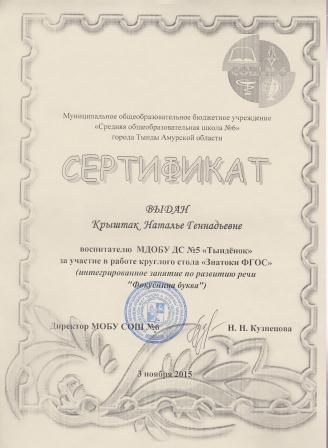 Муниципальное общеобразовательное бюджетное учреждение
«Средняя общеобразовательная школа №6»
города Тынды Амурской области
СЕРТИФИКАТ
ВЫДАН
Крыштак Наталье Геннадьевне
воспитателю МДОБУ ДС №5 «Тындёнок»
за участие в работе круглого стола «Знатоки ФГОС»
(интегрированное занятие по развитию речи
"Фокусница буква")
Директор МОБУ СОШ №6 Н. Н. Кузнецова
3 ноября 2015